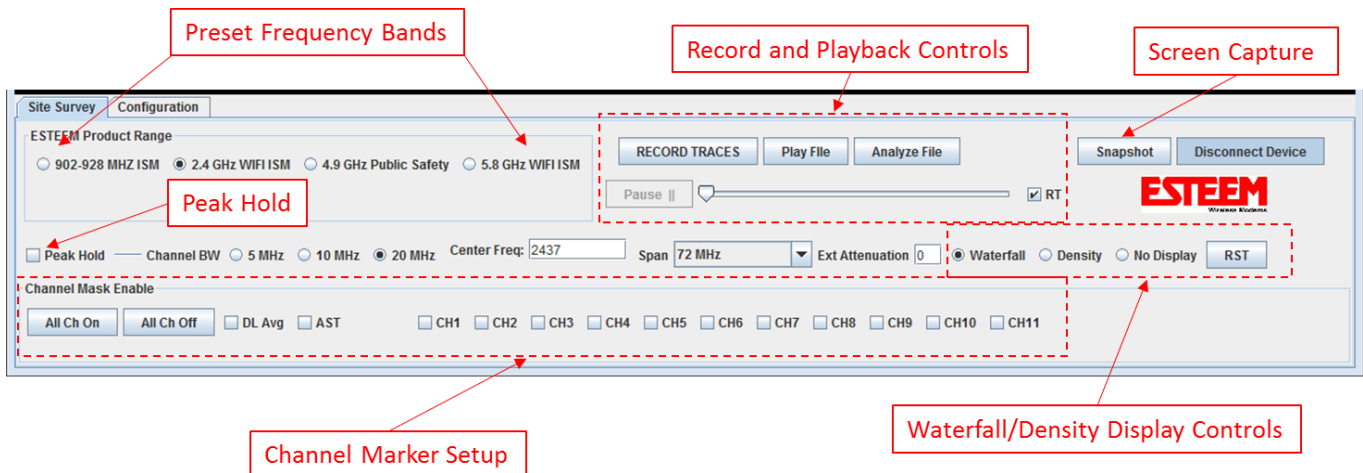 Preset Frequency Bands
Record and Playback Controls
Screen Capture
Site Survey Configuration
ESTEEM Product Range
902-928 MHZ ISM 2.4 GHz WIFI ISM 4.9 GHz Public Safety 5.8 GHz WIFI ISM
RECORD TRACES Play FIle Analyze File
Snapshot Disconnect Device
Pause || RT
ESTEEM
Wireless Modems
Peak Hold
Peak Hold Channel BW 5 MHz 10 MHz 20 MHz Center Freq: 2437 Span 72 MHz Ext Attenuation 0 Waterfall Density No Display RST
Channel Mask Enable
All Ch On All Ch Off DL Avg AST CH1 CH2 CH3 CH4 CH5 CH6 CH7 CH8 CH9 CH10 CH11
Waterfall/Density Display Controls
Channel Marker Setup